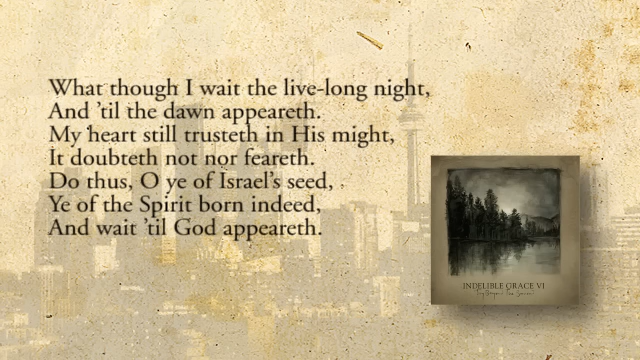 What though I wait the live-long night,
And ’til the dawn appeareth.
My heart still trusteth in His might,
It doubteth not nor feareth.
Do thus, O ye of Israel’s seed,
Ye of the Spirit born indeed,
And wait ’til God appeareth.
INDELIBLE GRACE VI